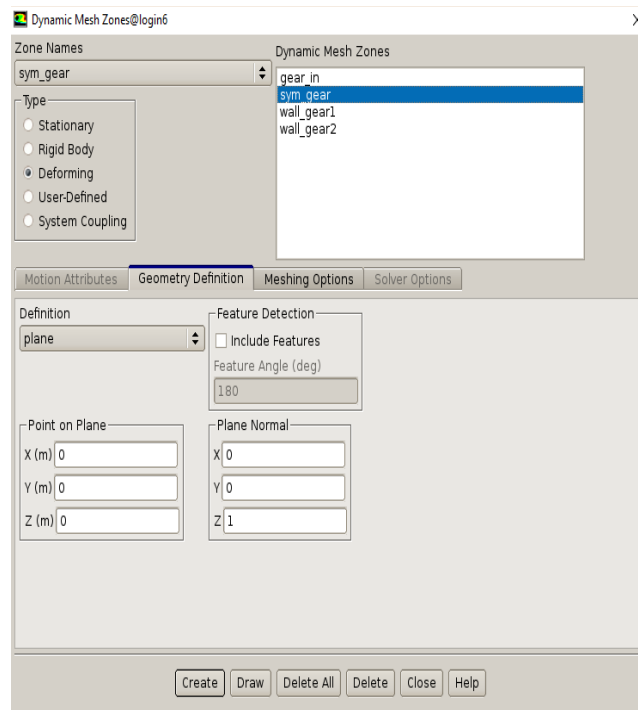 Dynamic Mesh Zones@login6
Zone Names
sym_gear
Type
Stationary
Rigid Body
Deforming
User-Defined
System Coupling
Dynamic Mesh Zones
gear_in
sym_gear
wall_gear1
wall_gear2
Motion Attributes Geometry Definition Meshing Options Solver Options
Definition
plane
Feature Detection
Include Features
Feature Angle (deg)
180
Point on Plane
X (m) 0
Y (m) 0
Z (m) 0
Plane Normal
X 0
Y 0
Z 1
Create Draw Delete All Delete Close Help